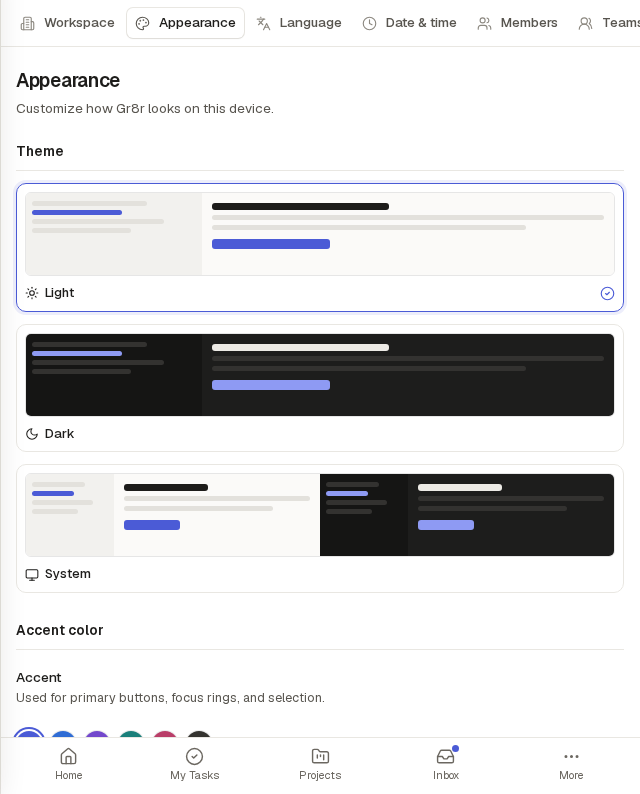 Workspace
Appearance
Language
Date & time
Members
Teams
Appearance
Customize how Gr8r looks on this device.
Theme
Light
Dark
System
Accent color
Accent
Used for primary buttons, focus rings, and selection.
Home
My Tasks
Projects
Inbox
More